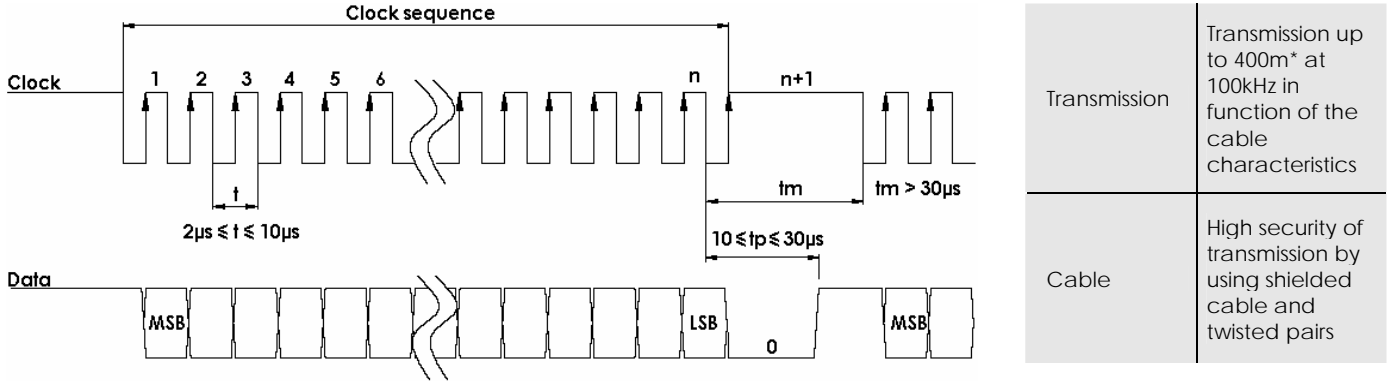 Clock sequence
Clock
1 2 3 4 5 6 n n+1
t
tm
tm > 30µs
2µs ⩽ t ⩽ 10µs
10 ⩽ tp ⩽ 30µs
Data
MSB LSB 0 MSB
Transmission
Transmission up
to 400m* at
100kHz in
function of the
cable
characteristics
Cable
High security of
transmission by
using shielded
cable and
twisted pairs